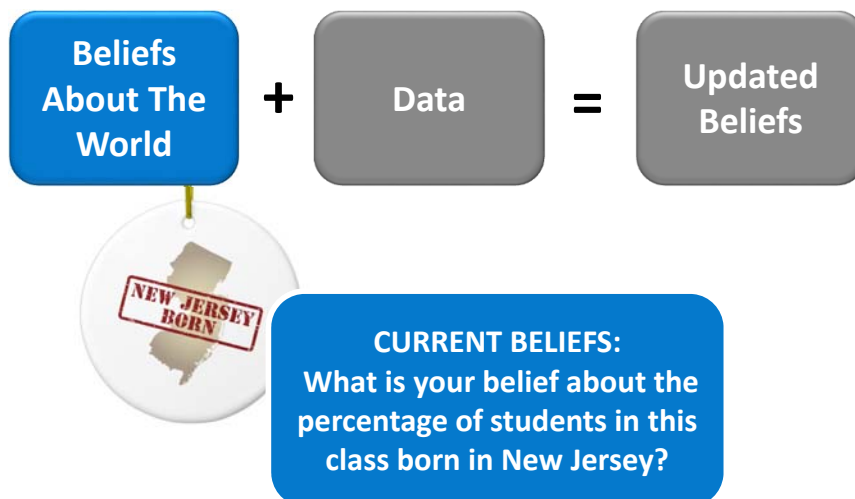 Beliefs
About The
World
+
Data
=
Updated
Beliefs
NEW JERSEY
BORN
CURRENT BELIEFS:
What is your belief about the
percentage of students in this
class born in New Jersey?